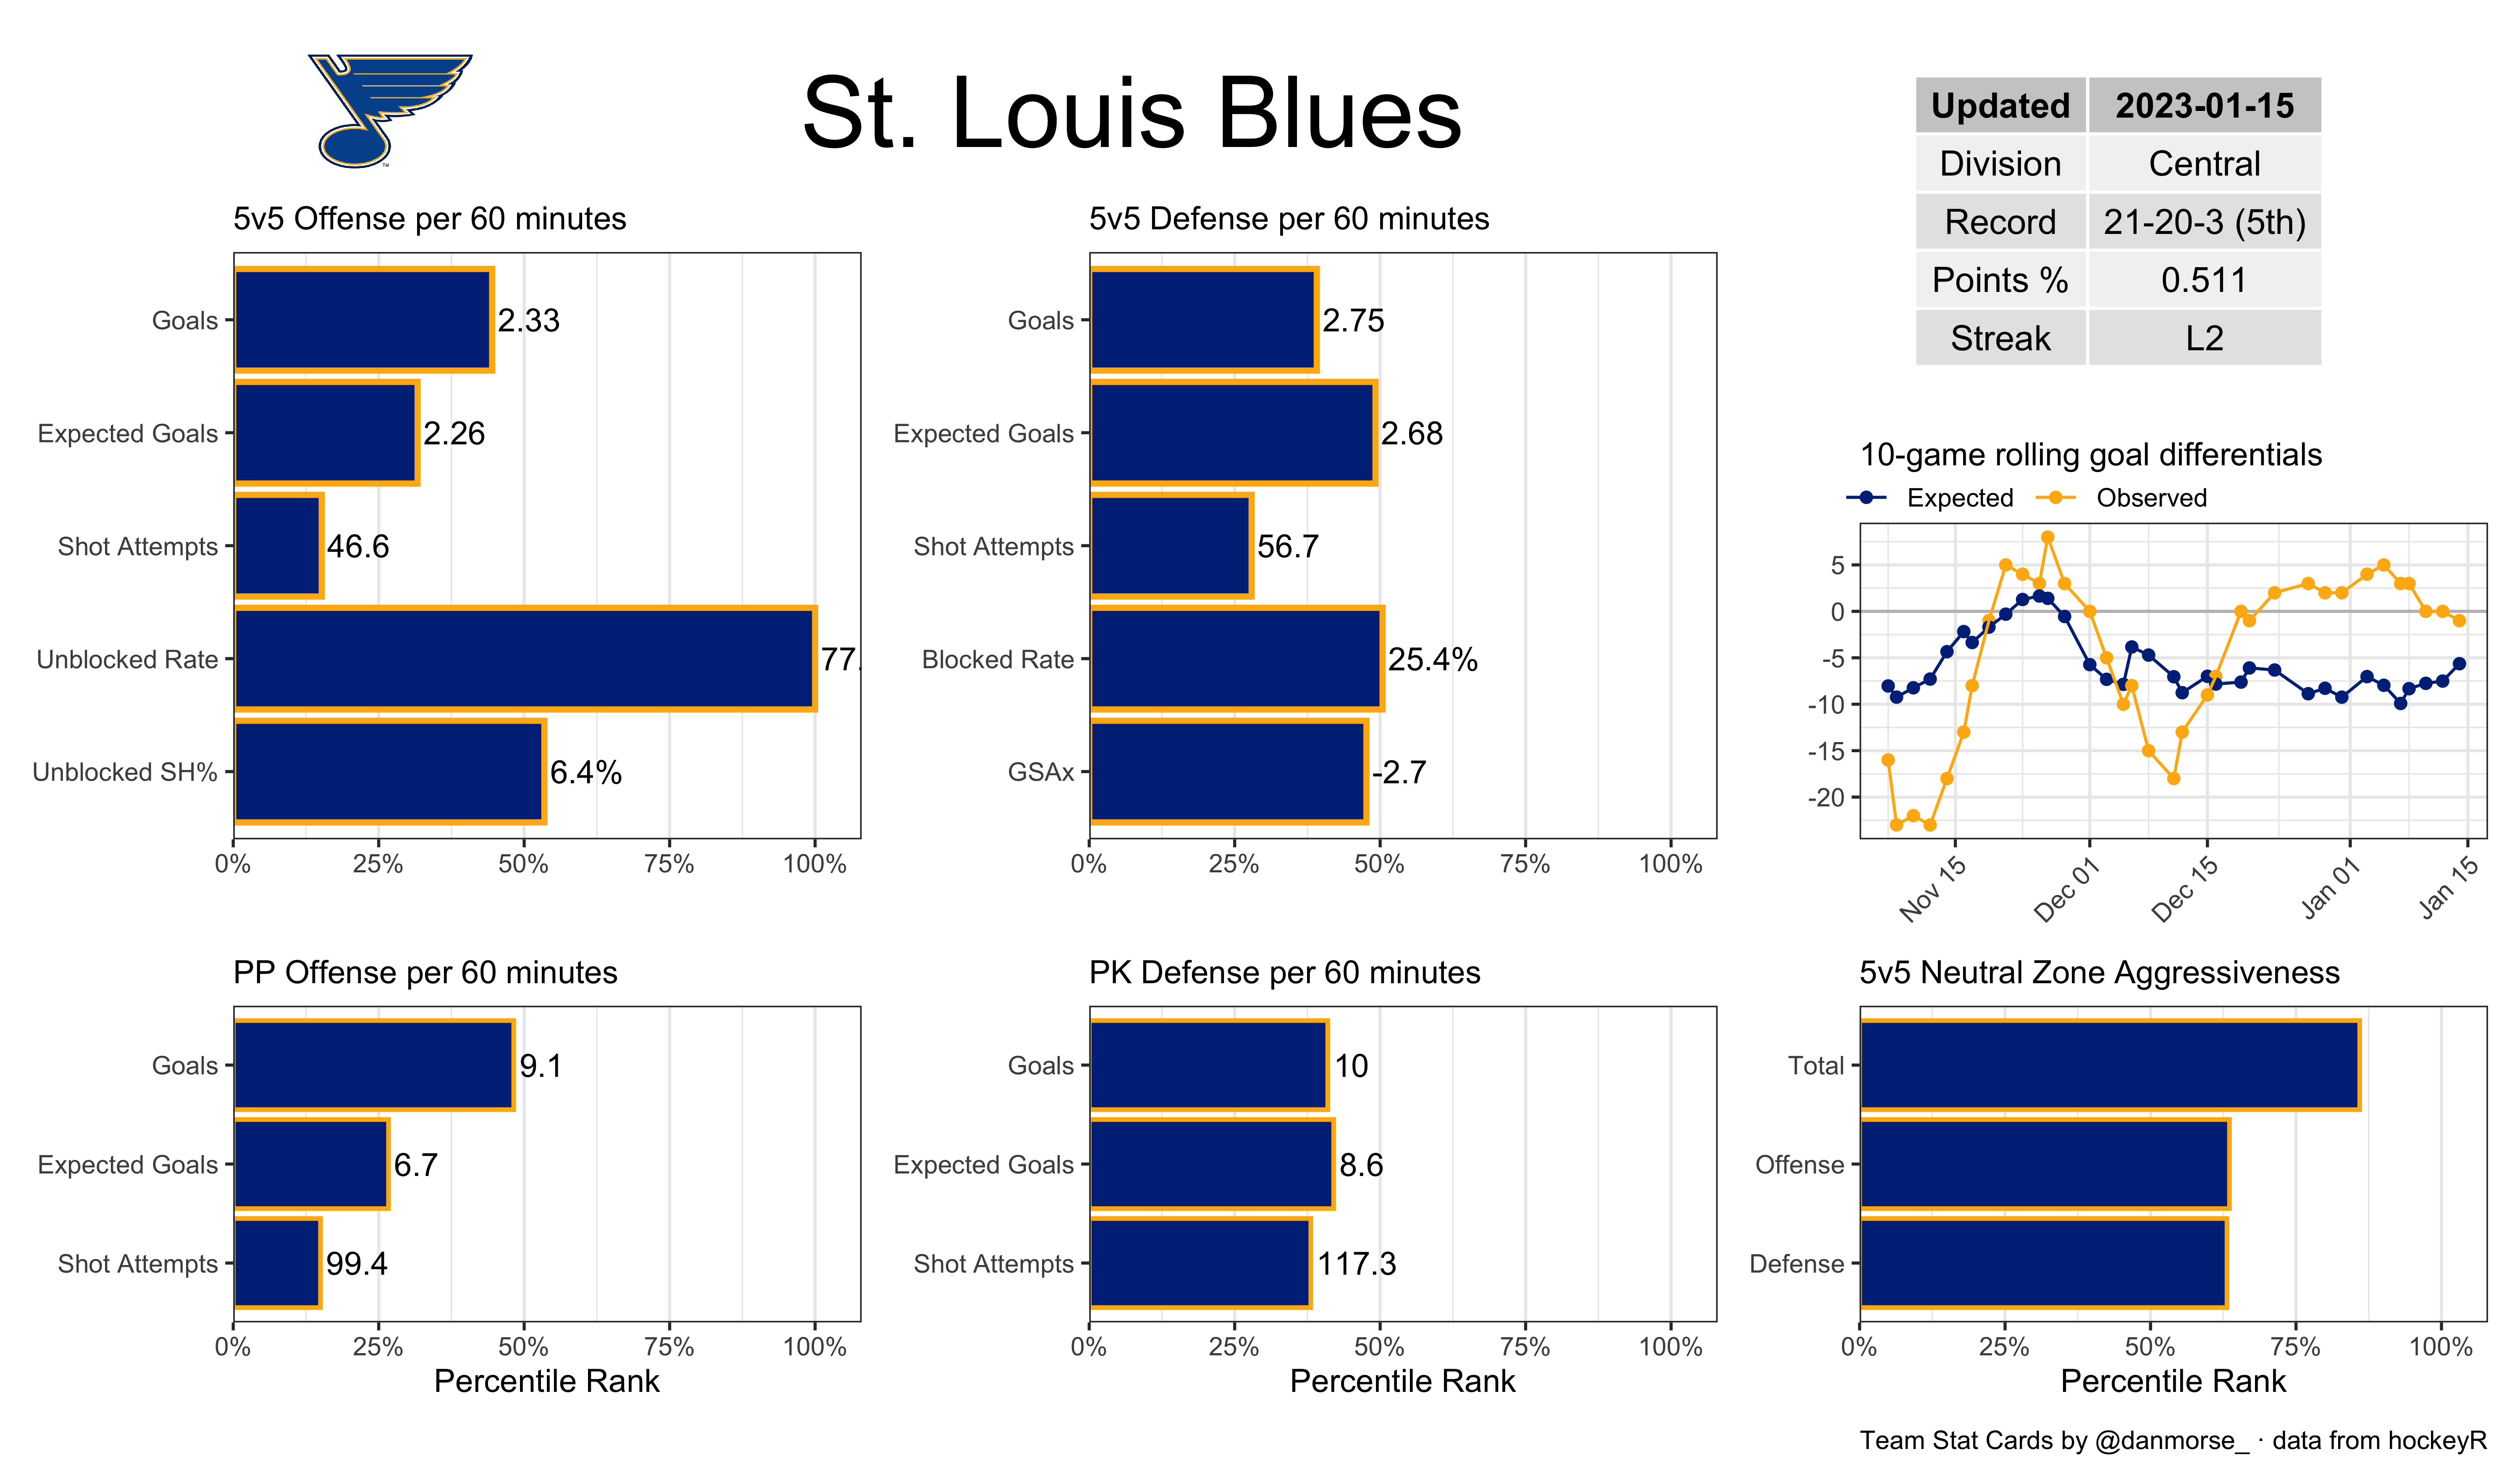 St. Louis Blues
Updated 2023-01-15
Division Central
Record 21-20-3 (5th)
Points % 0.511
Streak L2
5v5 Offense per 60 minutes
Goals 2.33
Expected Goals 2.26
Shot Attempts 46.6
Unblocked Rate 77.
Unblocked SH% 6.4%
0% 25% 50% 75% 100%
5v5 Defense per 60 minutes
Goals 2.75
Expected Goals 2.68
Shot Attempts 56.7
Blocked Rate 25.4%
GSAx -2.7
0% 25% 50% 75% 100%
10-game rolling goal differentials
Expected Observed
5
0
-5
-10
-15
-20
Nov 15 Dec 01 Dec 15 Jan 01 Jan 15
PP Offense per 60 minutes
Goals 9.1
Expected Goals 6.7
Shot Attempts 99.4
0% 25% 50% 75% 100%
Percentile Rank
PK Defense per 60 minutes
Goals 10
Expected Goals 8.6
Shot Attempts 117.3
0% 25% 50% 75% 100%
Percentile Rank
5v5 Neutral Zone Aggressiveness
Total
Offense
Defense
0% 25% 50% 75% 100%
Percentile Rank
Team Stat Cards by @danmorse_ · data from hockeyR